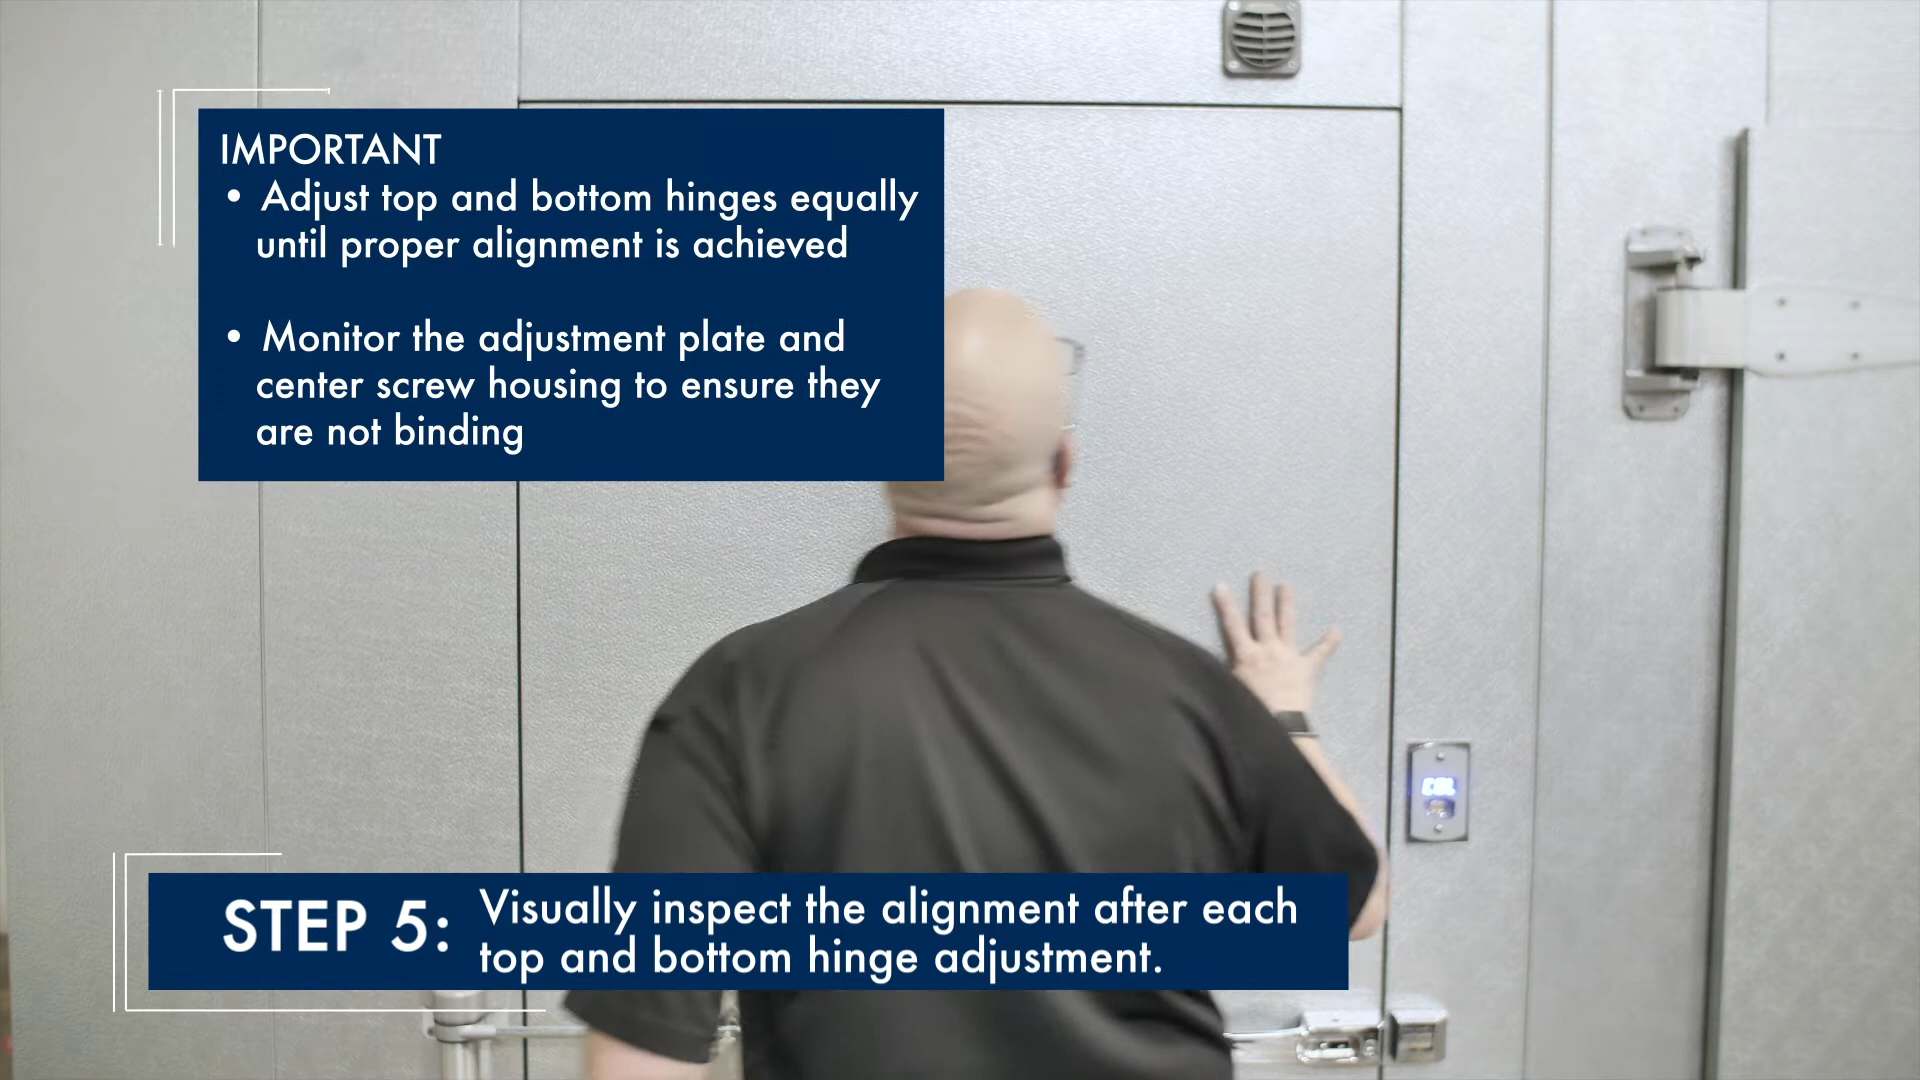 IMPORTANT
• Adjust top and bottom hinges equally
until proper alignment is achieved
• Monitor the adjustment plate and
center screw housing to ensure they
are not binding
STEP 5: Visually inspect the alignment after each
top and bottom hinge adjustment.